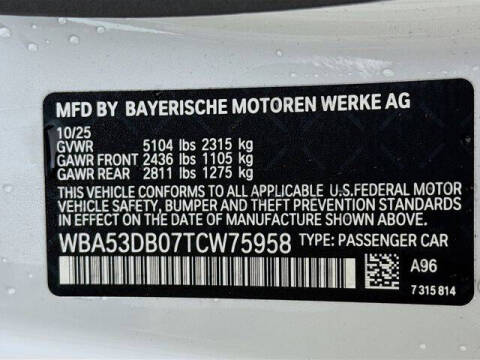 MFD BY BAYERISCHE MOTOREN WERKE AG
10/25
GVWR 5104 lbs 2315 kg
GAWR FRONT 2436 lbs 1105 kg
GAWR REAR 2811 lbs 1275 kg
THIS VEHICLE CONFORMS TO ALL APPLICABLE U.S.FEDERAL MOTOR
VEHICLE SAFETY, BUMPER AND THEFT PREVENTION STANDARDS
IN EFFECT ON THE DATE OF MANUFACTURE SHOWN ABOVE.
WBA53DB07TCW75958 TYPE: PASSENGER CAR
A96
7 315 814